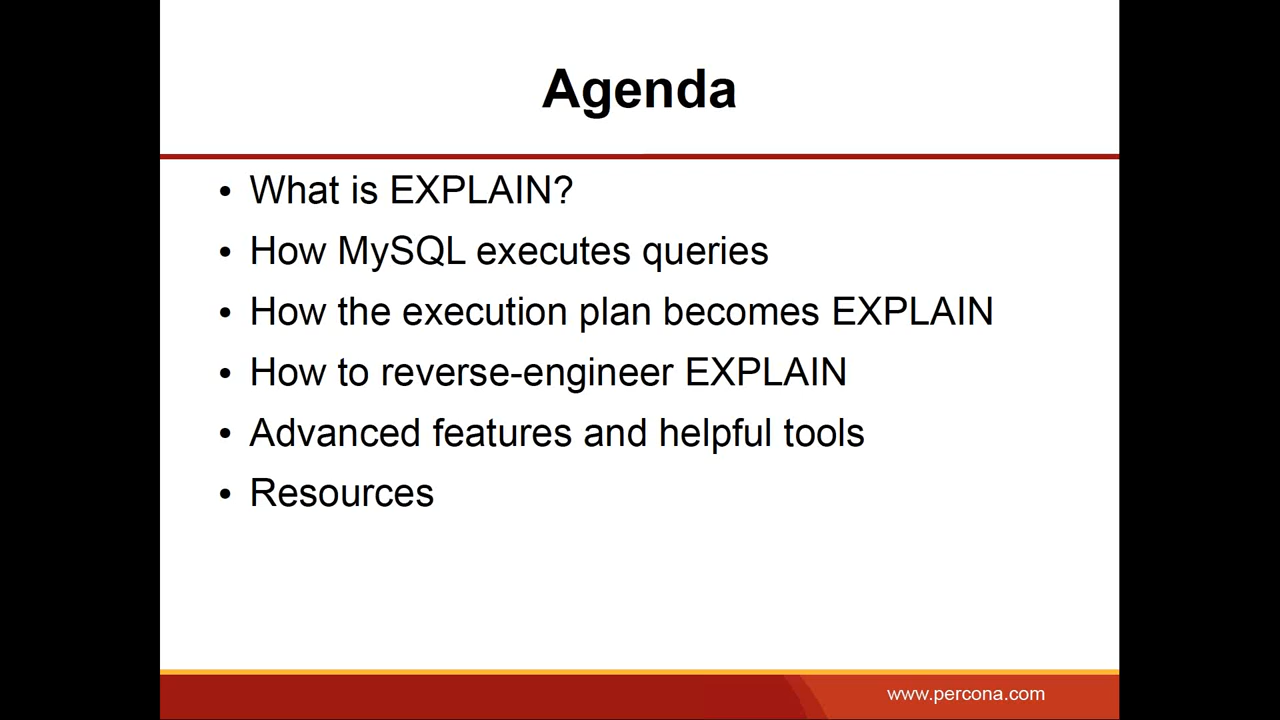 Agenda
• What is EXPLAIN?
• How MySQL executes queries
• How the execution plan becomes EXPLAIN
• How to reverse-engineer EXPLAIN
• Advanced features and helpful tools
• Resources
www.percona.com